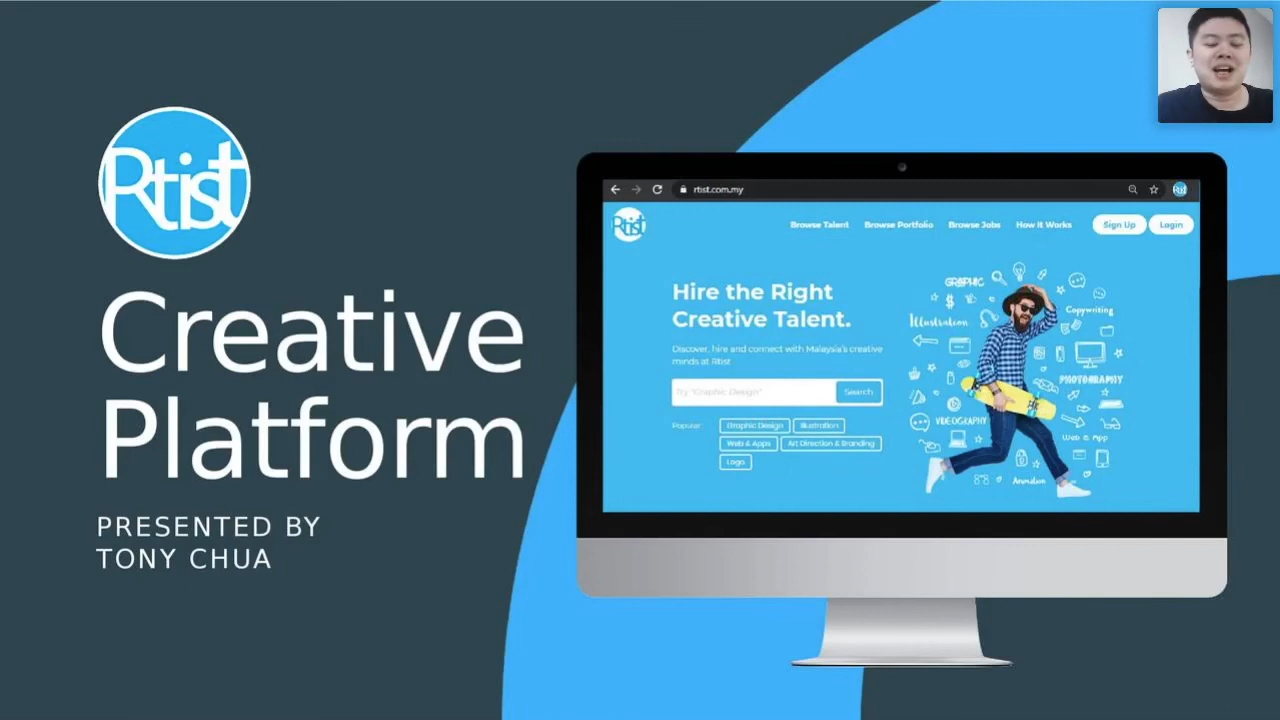 Rtist
Creative
Platform
PRESENTED BY
TONY CHUA
rtist.com.my
Rtist
Rtist
Browse Talent
Browse Portfolio
Browse Jobs
How It Works
Sign Up
Login
Hire the Right
Creative Talent.
Discover, hire and connect with Malaysia's creative
minds at Rtist
Try "Graphic Design"
Search
Popular:
Graphic Design
Illustration
Web & Apps
Art Direction & Branding
Logo
GRAPHIC
Copywriting
Illustration
PHOTOGRAPHY
VIDEOGRAPHY
Web & App
Animation